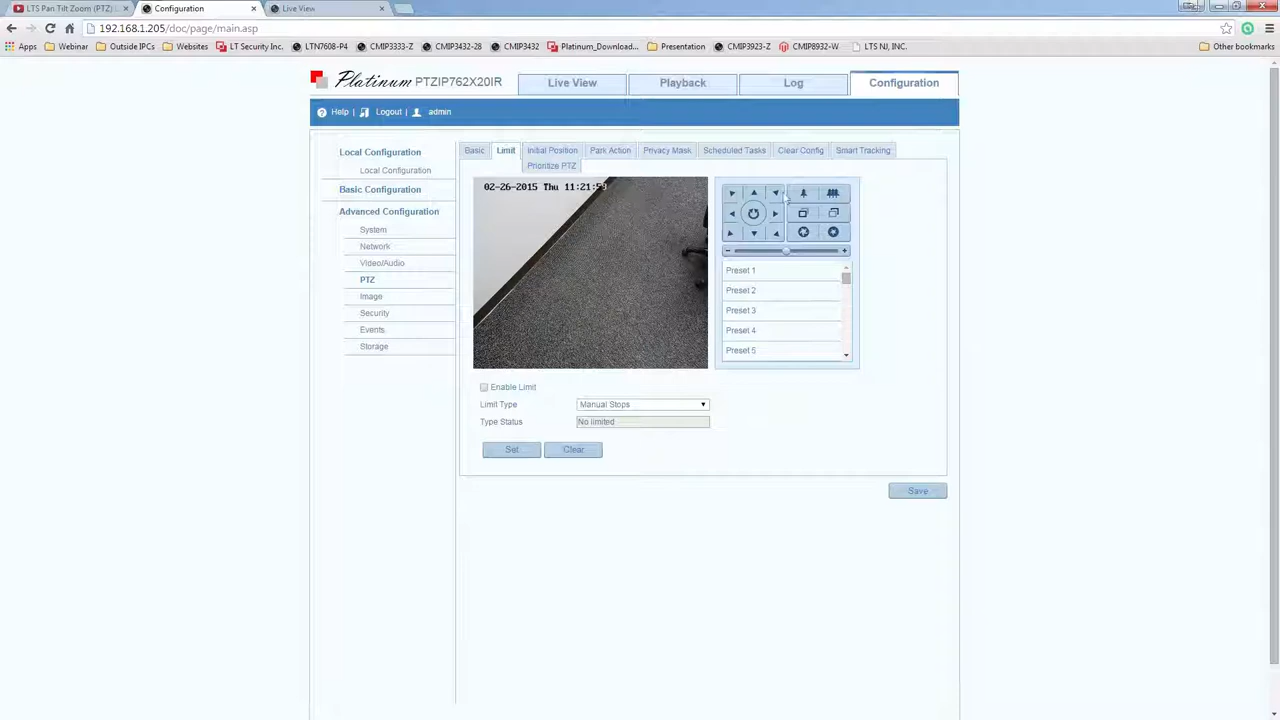 LTS Pan Tilt Zoom (PTZ) I
Configuration
Live View
192.168.1.205/doc/page/main.asp
Apps Webinar Outside IPCs Websites LT Security Inc. LTN7608-P4 CMIP3333-Z CMIP3432-28 CMIP3432 Platinum_Download... Presentation CMIP3923-Z CMIP8932-W LTS NJ, INC. Other bookmarks
Platinum PTZIP762X20IR
Live View Playback Log Configuration
Help | Logout | admin
Local Configuration
Local Configuration
Basic Configuration
Advanced Configuration
System
Network
Video/Audio
PTZ
Image
Security
Events
Storage
Basic Limit Initial Position Park Action Privacy Mask Scheduled Tasks Clear Config Smart Tracking
Prioritize PTZ
02-26-2015 Thu 11:21:5
Preset 1
Preset 2
Preset 3
Preset 4
Preset 5
Enable Limit
Limit Type Manual Stops
Type Status No limited
Set Clear
Save